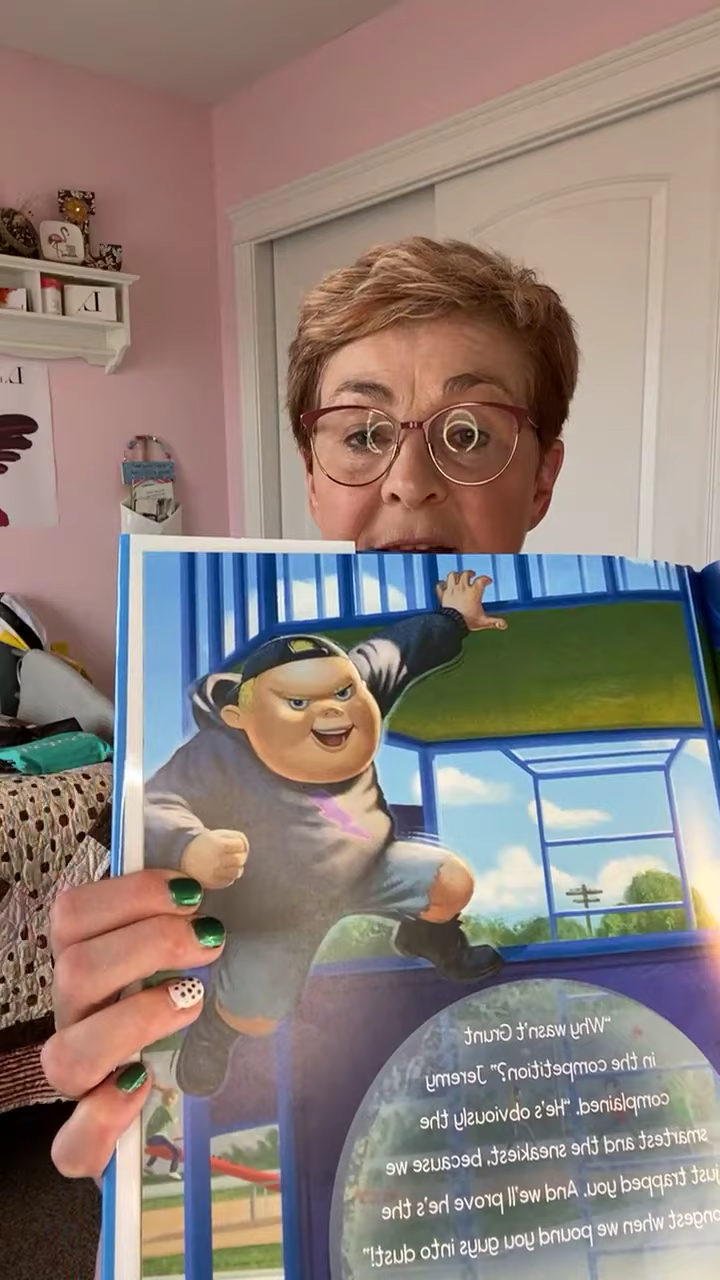 "Why wasn't Grunt
in the competition?" Jeremy
complained. "He's obviously the
smartest and the sneakiest, because we
just trapped you. And we'll prove he's the
ongest when we pound you guys into dust!"